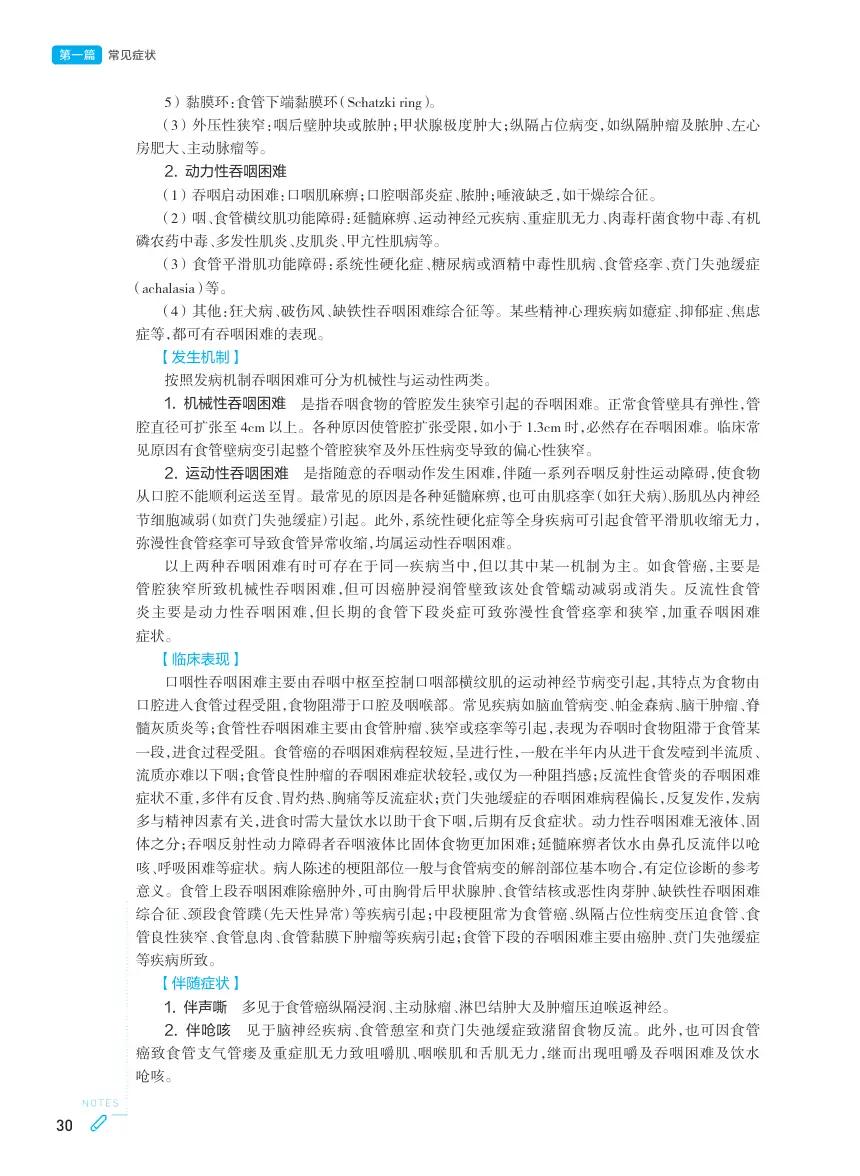 第一篇 常见症状
5）黏膜环:食管下端黏膜环（Schatzki ring）。
（3）外压性狭窄:咽后壁肿块或脓肿;甲状腺极度肿大;纵隔占位病变,如纵隔肿瘤及脓肿、左心
房肥大、主动脉瘤等。
2. 动力性吞咽困难
（1）吞咽启动困难:口咽肌麻痹;口腔咽部炎症、脓肿;唾液缺乏,如干燥综合征。
（2）咽、食管横纹肌功能障碍:延髓麻痹、运动神经元疾病、重症肌无力、肉毒杆菌食物中毒、有机
磷农药中毒、多发性肌炎、皮肌炎、甲亢性肌病等。
（3）食管平滑肌功能障碍:系统性硬化症、糖尿病或酒精中毒性肌病、食管痉挛、贲门失弛缓症
（achalasia）等。
（4）其他:狂犬病、破伤风、缺铁性吞咽困难综合征等。某些精神心理疾病如癔症、抑郁症、焦虑
症等,都可有吞咽困难的表现。
【发生机制】
按照发病机制吞咽困难可分为机械性与运动性两类。
1. 机械性吞咽困难 是指吞咽食物的管腔发生狭窄引起的吞咽困难。正常食管壁具有弹性,管
腔直径可扩张至 4cm 以上。各种原因使管腔扩张受限,如小于 1.3cm 时,必然存在吞咽困难。临床常
见原因有食管壁病变引起整个管腔狭窄及外压性病变导致的偏心性狭窄。
2. 运动性吞咽困难 是指随意的吞咽动作发生困难,伴随一系列吞咽反射性运动障碍,使食物
从口腔不能顺利运送至胃。最常见的原因是各种延髓麻痹,也可由肌痉挛（如狂犬病）、肠肌丛内神经
节细胞减弱（如贲门失弛缓症）引起。此外,系统性硬化症等全身疾病可引起食管平滑肌收缩无力,
弥漫性食管痉挛可导致食管异常收缩,均属运动性吞咽困难。
以上两种吞咽困难有时可存在于同一疾病当中,但以其中某一机制为主。如食管癌,主要是
管腔狭窄所致机械性吞咽困难,但可因癌肿浸润管壁致该处食管蠕动减弱或消失。反流性食管
炎主要是动力性吞咽困难,但长期的食管下段炎症可致弥漫性食管痉挛和狭窄,加重吞咽困难
症状。
【临床表现】
口咽性吞咽困难主要由吞咽中枢至控制口咽部横纹肌的运动神经节病变引起,其特点为食物由
口腔进入食管过程受阻,食物阻滞于口腔及咽喉部。常见疾病如脑血管病变、帕金森病、脑干肿瘤、脊
髓灰质炎等;食管性吞咽困难主要由食管肿瘤、狭窄或痉挛等引起,表现为吞咽时食物阻滞于食管某
一段,进食过程受阻。食管癌的吞咽困难病程较短,呈进行性,一般在半年内从进干食发噎到半流质、
流质亦难以下咽;食管良性肿瘤的吞咽困难症状较轻,或仅为一种阻挡感;反流性食管炎的吞咽困难
症状不重,多伴有反食、胃灼热、胸痛等反流症状;贲门失弛缓症的吞咽困难病程偏长,反复发作,发病
多与精神因素有关,进食时需大量饮水以助干食下咽,后期有反食症状。动力性吞咽困难无液体、固
体之分;吞咽反射性动力障碍者吞咽液体比固体食物更加困难;延髓麻痹者饮水由鼻孔反流伴以呛
咳、呼吸困难等症状。病人陈述的梗阻部位一般与食管病变的解剖部位基本吻合,有定位诊断的参考
意义。食管上段吞咽困难除癌肿外,可由胸骨后甲状腺肿、食管结核或恶性肉芽肿、缺铁性吞咽困难
综合征、颈段食管蹼（先天性异常）等疾病引起;中段梗阻常为食管癌、纵隔占位性病变压迫食管、食
管良性狭窄、食管息肉、食管黏膜下肿瘤等疾病引起;食管下段的吞咽困难主要由癌肿、贲门失弛缓症
等疾病所致。
【伴随症状】
1. 伴声嘶 多见于食管癌纵隔浸润、主动脉瘤、淋巴结肿大及肿瘤压迫喉返神经。
2. 伴呛咳 见于脑神经疾病、食管憩室和贲门失弛缓症致潴留食物反流。此外,也可因食管
癌致食管支气管瘘及重症肌无力致咀嚼肌、咽喉肌和舌肌无力,继而出现咀嚼及吞咽困难及饮水
呛咳。
NOTES
30